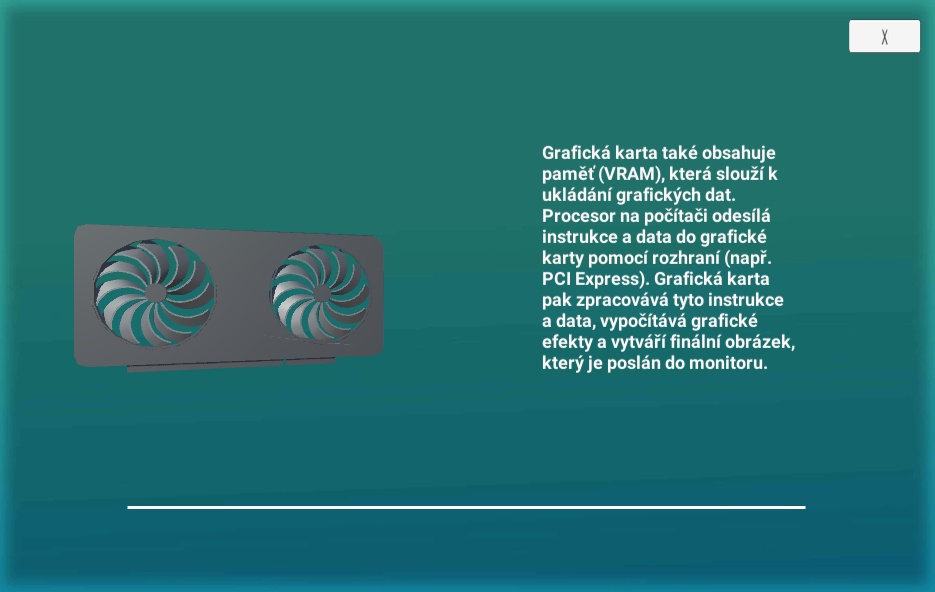 X
Grafická karta také obsahuje
paměť (VRAM), která slouží k
ukládání grafických dat.
Procesor na počítači odesílá
instrukce a data do grafické
karty pomocí rozhraní (např.
PCI Express). Grafická karta
pak zpracovává tyto instrukce
a data, vypočítává grafické
efekty a vytváří finální obrázek,
který je poslán do monitoru.